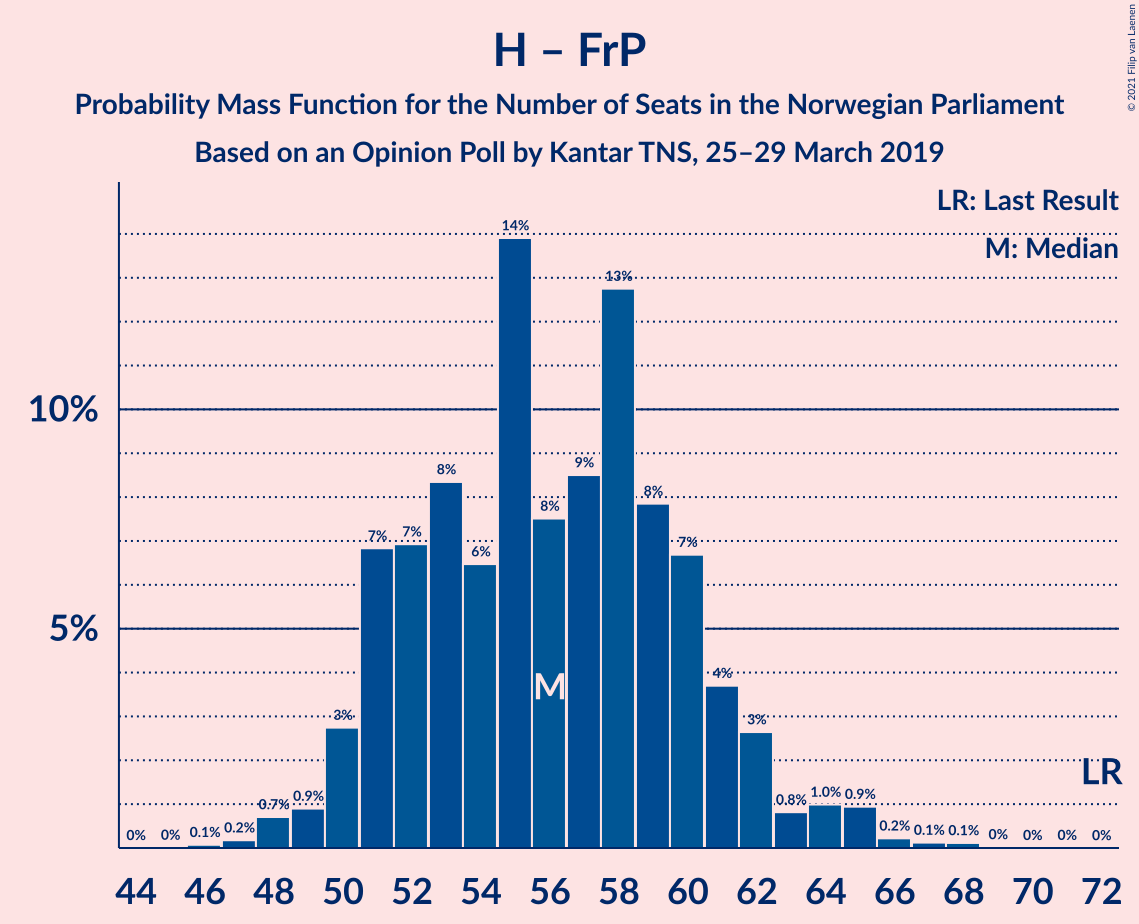 H – FrP
Probability Mass Function for the Number of Seats in the Norwegian Parliament
Based on an Opinion Poll by Kantar TNS, 25–29 March 2019
© 2021 Filip van Laenen
LR: Last Result
M: Median
10%
5%
0% 0% 0.1% 0.2% 0.7% 0.9% 3% 7% 7% 8% 6% 14% 8% 9% 13% 8% 7% 4% 3% 0.8% 1.0% 0.9% 0.2% 0.1% 0.1% 0% 0% 0% 0%
M
LR
44 46 48 50 52 54 56 58 60 62 64 66 68 70 72